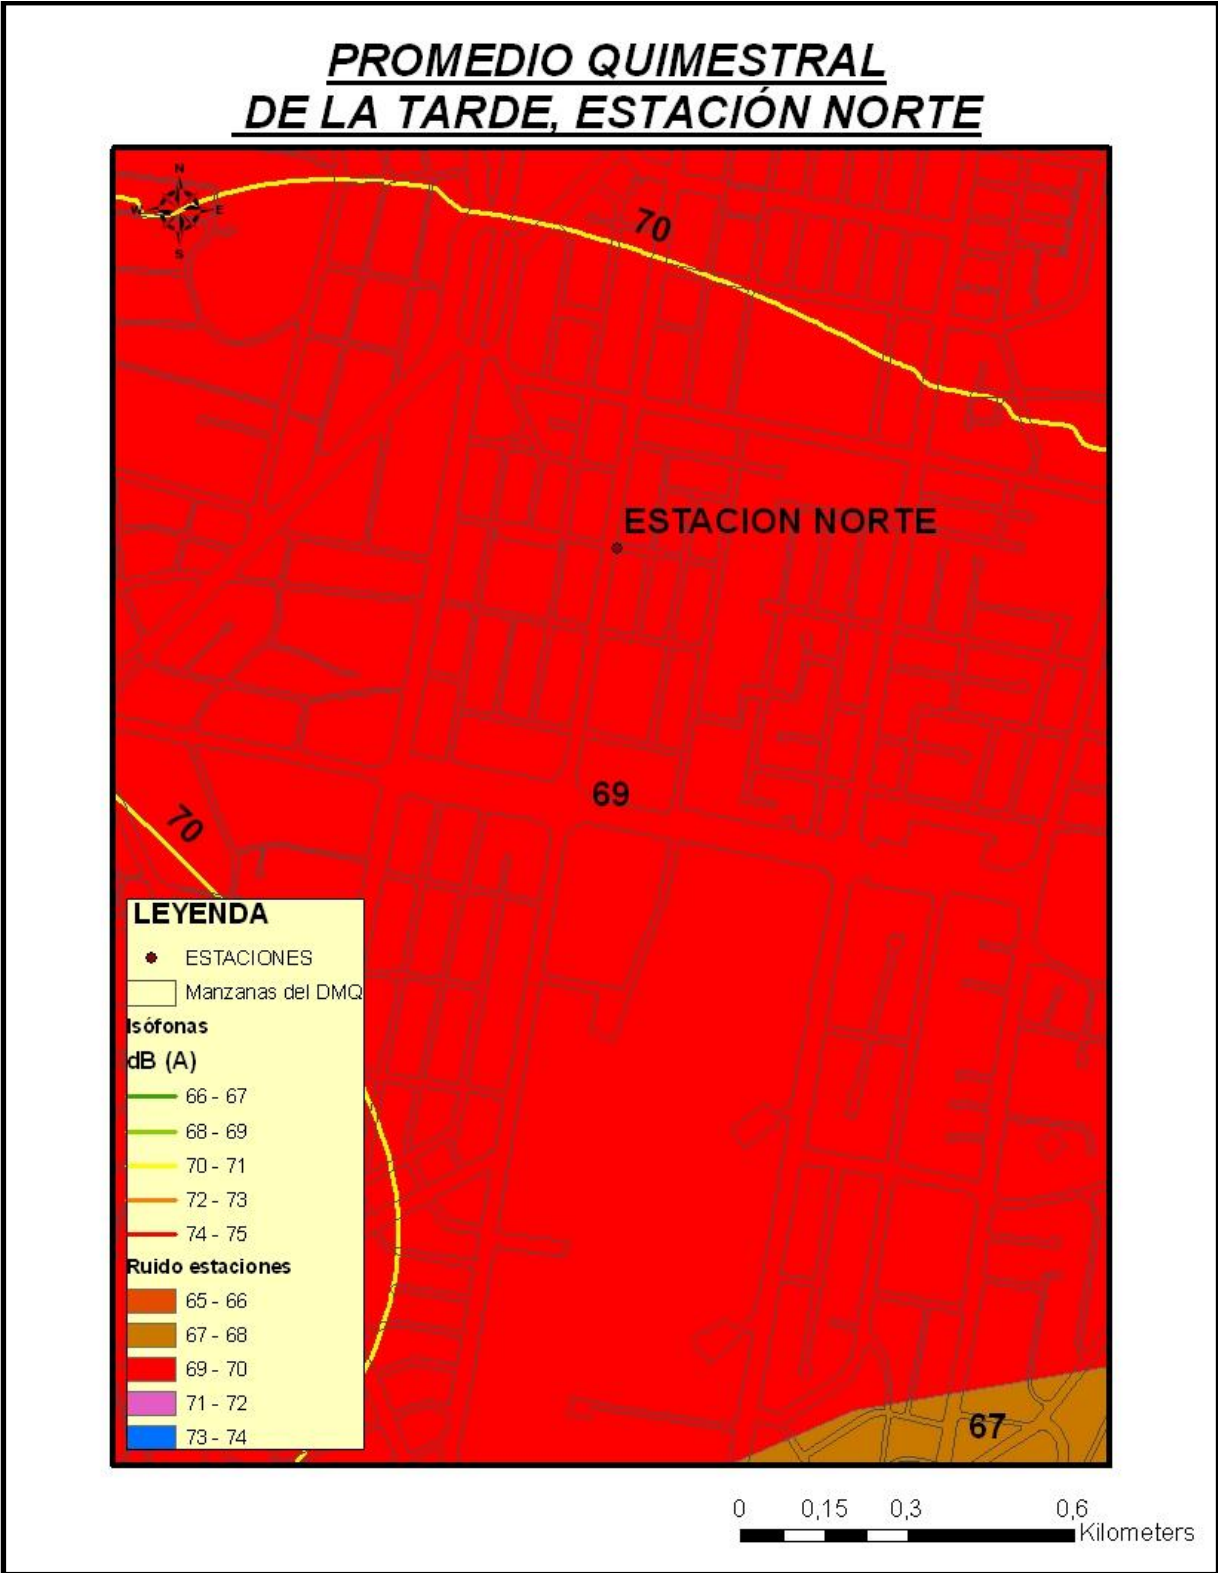 PROMEDIO QUIMESTRAL
DE LA TARDE, ESTACIÓN NORTE
N
W E
S
70
ESTACION NORTE
69
70
LEYENDA
ESTACIONES
Manzanas del DMQ
Isófonas
dB (A)
66 - 67
68 - 69
70 - 71
72 - 73
74 - 75
Ruido estaciones
65 - 66
67 - 68
69 - 70
71 - 72
73 - 74
67
0 0,15 0,3 0,6
Kilometers